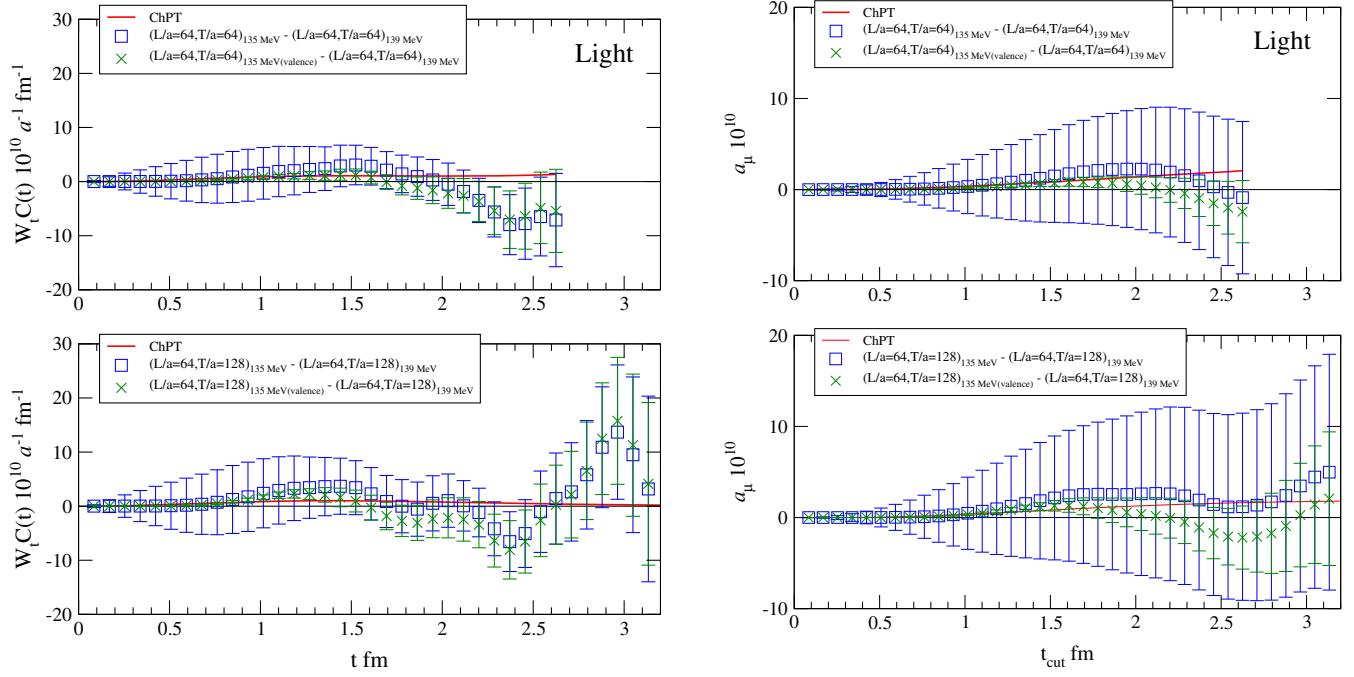 ChPT
(L/a=64,T/a=64)135 MeV - (L/a=64,T/a=64)139 MeV
(L/a=64,T/a=64)135 MeV(valence) - (L/a=64,T/a=64)139 MeV
Light
30
20
10
0
-10
-20
WtC(t) 10^10 a^-1 fm^-1
0 0.5 1 1.5 2 2.5 3
ChPT
(L/a=64,T/a=128)135 MeV - (L/a=64,T/a=128)139 MeV
(L/a=64,T/a=128)135 MeV(valence) - (L/a=64,T/a=128)139 MeV
30
20
10
0
-10
-20
WtC(t) 10^10 a^-1 fm^-1
0 0.5 1 1.5 2 2.5 3
t fm
ChPT
(L/a=64,T/a=64)135 MeV - (L/a=64,T/a=64)139 MeV
(L/a=64,T/a=64)135 MeV(valence) - (L/a=64,T/a=64)139 MeV
Light
20
10
0
-10
aμ 10^10
0 0.5 1 1.5 2 2.5 3
ChPT
(L/a=64,T/a=128)135 MeV - (L/a=64,T/a=128)139 MeV
(L/a=64,T/a=128)135 MeV(valence) - (L/a=64,T/a=128)139 MeV
20
10
0
-10
aμ 10^10
0 0.5 1 1.5 2 2.5 3
tcut fm